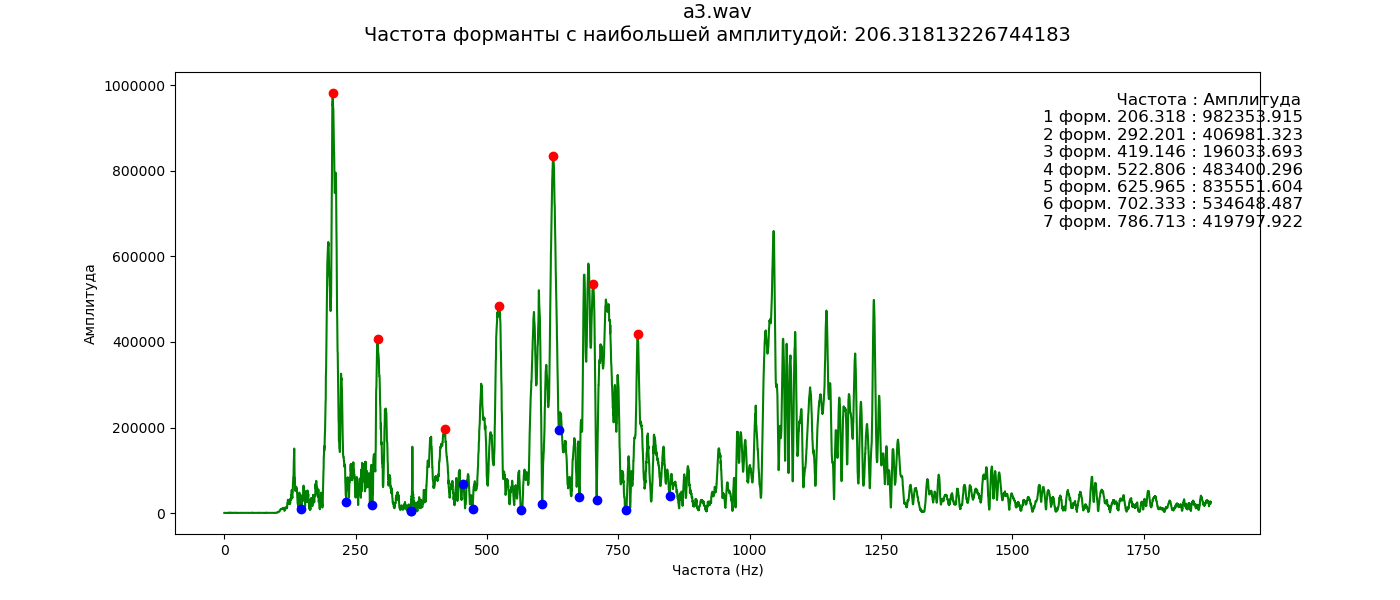 a3.wav
Частота форманты с наибольшей амплитудой: 206.31813226744183
Частота : Амплитуда
1 форм. 206.318 : 982353.915
2 форм. 292.201 : 406981.323
3 форм. 419.146 : 196033.693
4 форм. 522.806 : 483400.296
5 форм. 625.965 : 835551.604
6 форм. 702.333 : 534648.487
7 форм. 786.713 : 419797.922
1000000
800000
600000
400000
200000
0
Амплитуда
0 250 500 750 1000 1250 1500 1750
Частота (Hz)